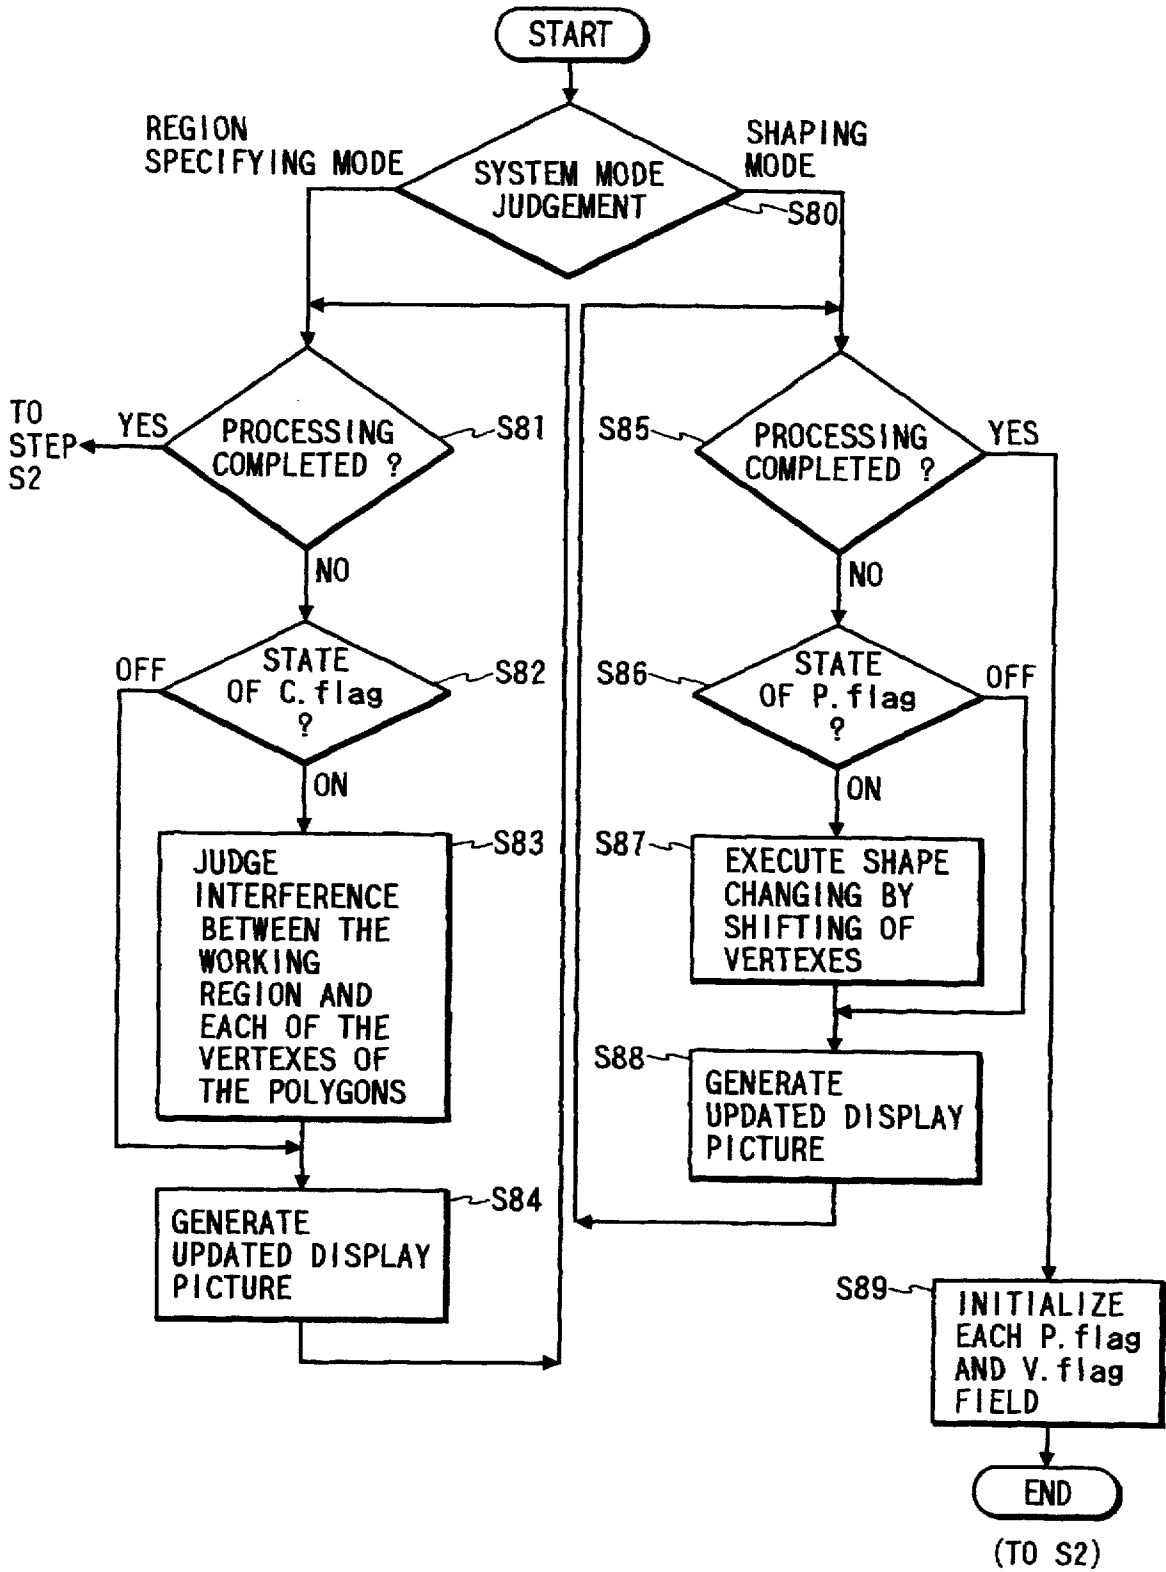 START
REGION
SPECIFYING MODE
SHAPING
MODE
SYSTEM MODE
JUDGEMENT
S80
TO
STEP
S2
YES
PROCESSING
COMPLETED ?
S81
S85
PROCESSING
COMPLETED ?
YES
NO
NO
OFF
STATE
OF C.flag
?
S82
S86
STATE
OF P.flag
?
OFF
ON
ON
S83
JUDGE
INTERFERENCE
BETWEEN THE
WORKING
REGION AND
EACH OF THE
VERTEXES OF
THE POLYGONS
S87
EXECUTE SHAPE
CHANGING BY
SHIFTING OF
VERTEXES
S88
GENERATE
UPDATED DISPLAY
PICTURE
S84
GENERATE
UPDATED DISPLAY
PICTURE
S89
INITIALIZE
EACH P.flag
AND V.flag
FIELD
END
(TO S2)